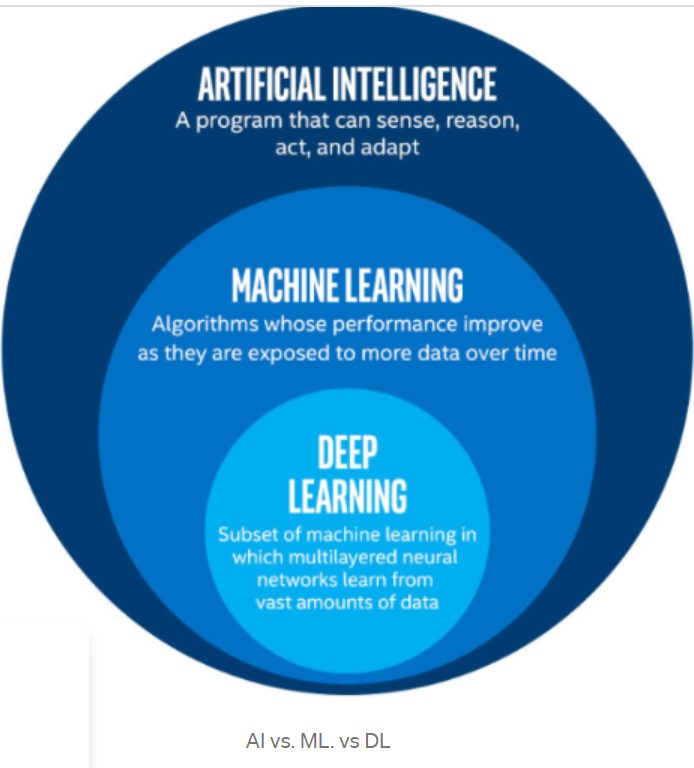 ARTIFICIAL INTELLIGENCE
A program that can sense, reason,
act, and adapt
MACHINE LEARNING
Algorithms whose performance improve
as they are exposed to more data over time
DEEP
LEARNING
Subset of machine learning in
which multilayered neural
networks learn from
vast amounts of data
AI vs. ML. vs DL